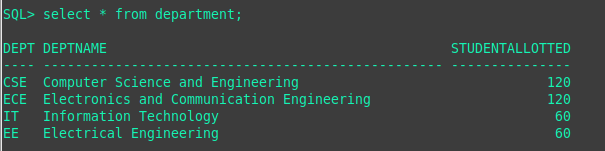 SQL> select * from department;
DEPT DEPTNAME                                           STUDENTALLOTTED
---- -------------------------------------------------- ---------------
CSE  Computer Science and Engineering                               120
ECE  Electronics and Communication Engineering                      120
IT   Information Technology                                          60
EE   Electrical Engineering                                          60